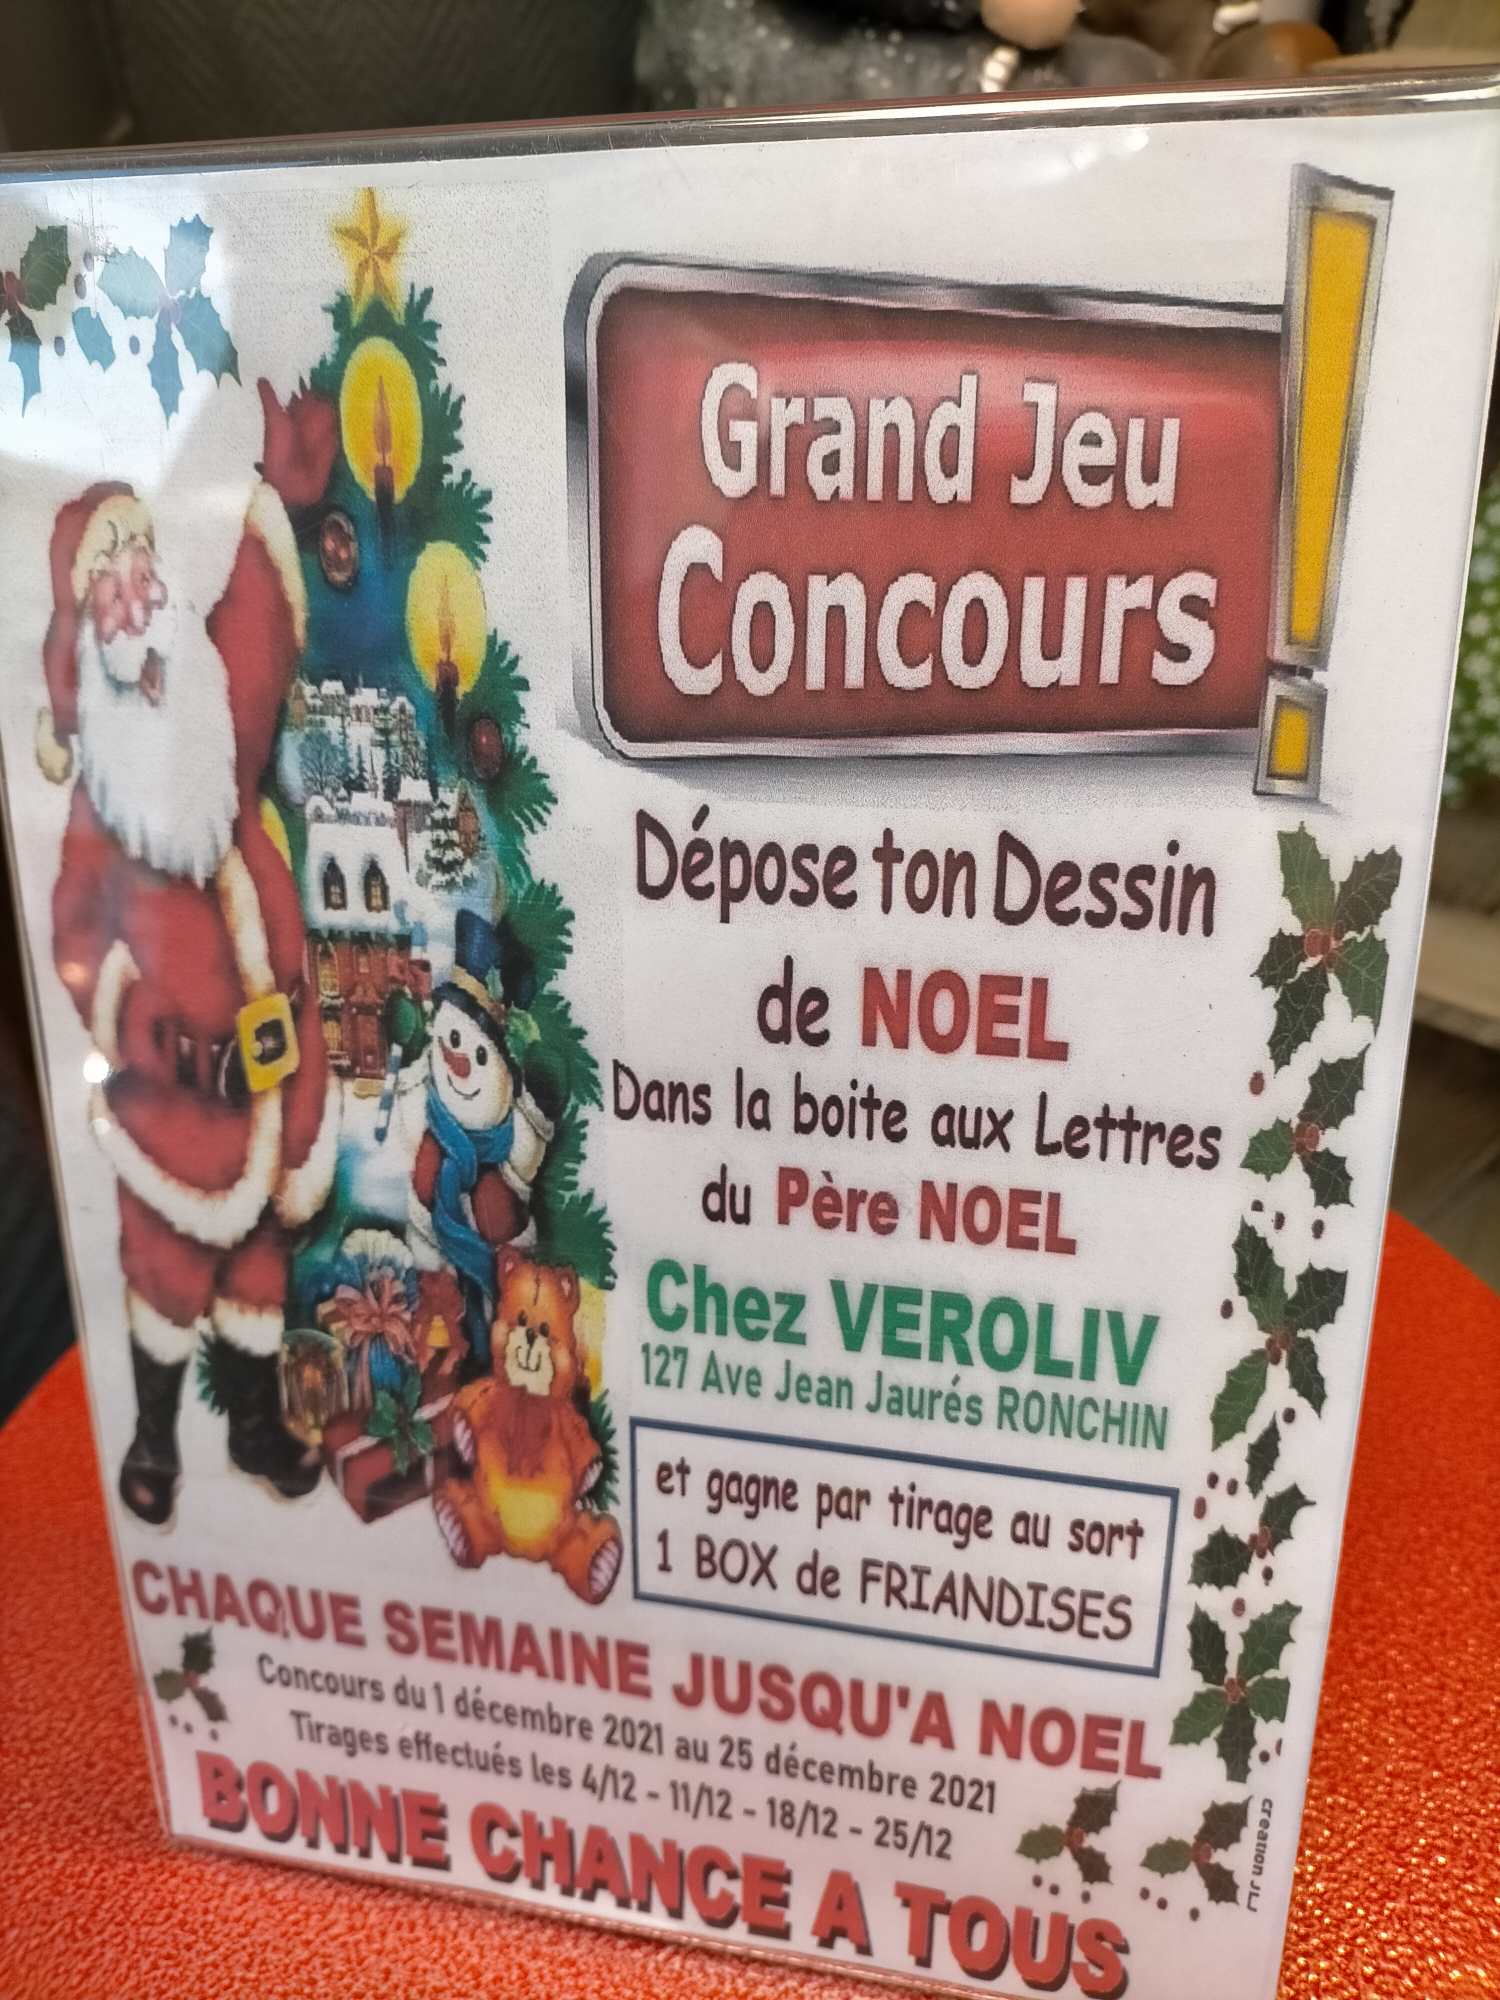 Grand Jeu
Concours
!
Dépose ton Dessin
de NOEL
Dans la boite aux Lettres
du Père NOEL
Chez VEROLIV
127 Ave Jean Jaurés RONCHIN
et gagne par tirage au sort
1 BOX de FRIANDISES
CHAQUE SEMAINE JUSQU'A NOEL
Concours du 1 décembre 2021 au 25 décembre 2021
Tirages effectués les 4/12 - 11/12 - 18/12 - 25/12
BONNE CHANCE A TOUS
creation JLJ